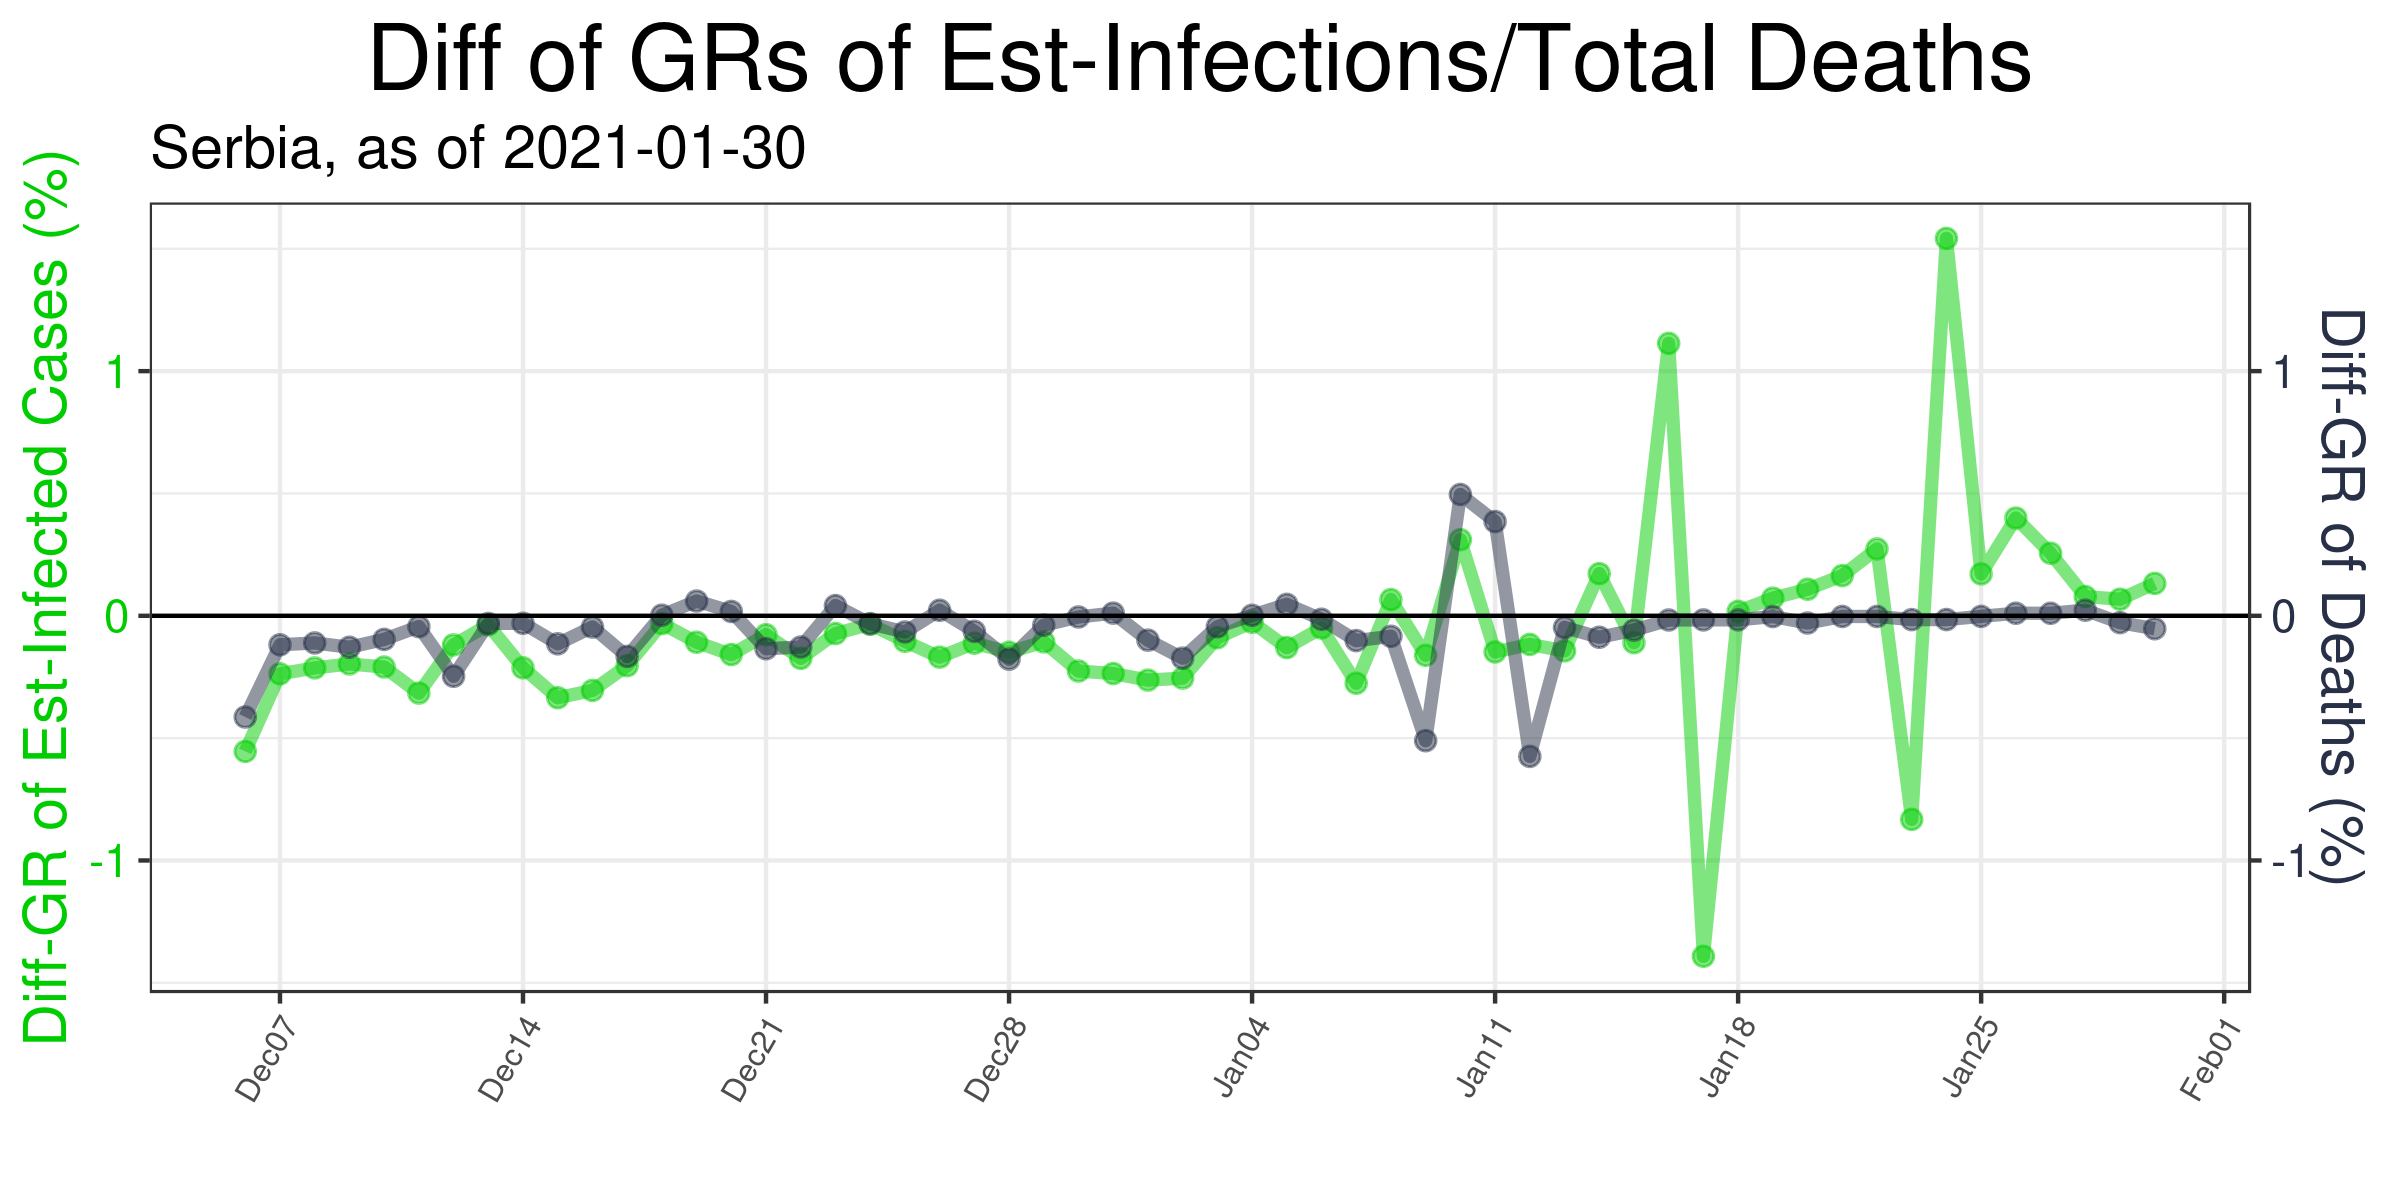 Diff of GRs of Est-Infections/Total Deaths
Serbia, as of 2021-01-30
Diff-GR of Est-Infected Cases (%)
1
0
-1
1
0
-1
Diff-GR of Deaths (%)
Dec07
Dec14
Dec21
Dec28
Jan04
Jan11
Jan18
Jan25
Feb01